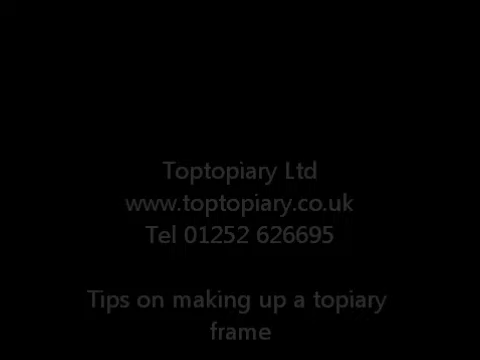 Toptopiary Ltd
www.toptopiary.co.uk
Tel 01252 626695
Tips on making up a topiary
frame